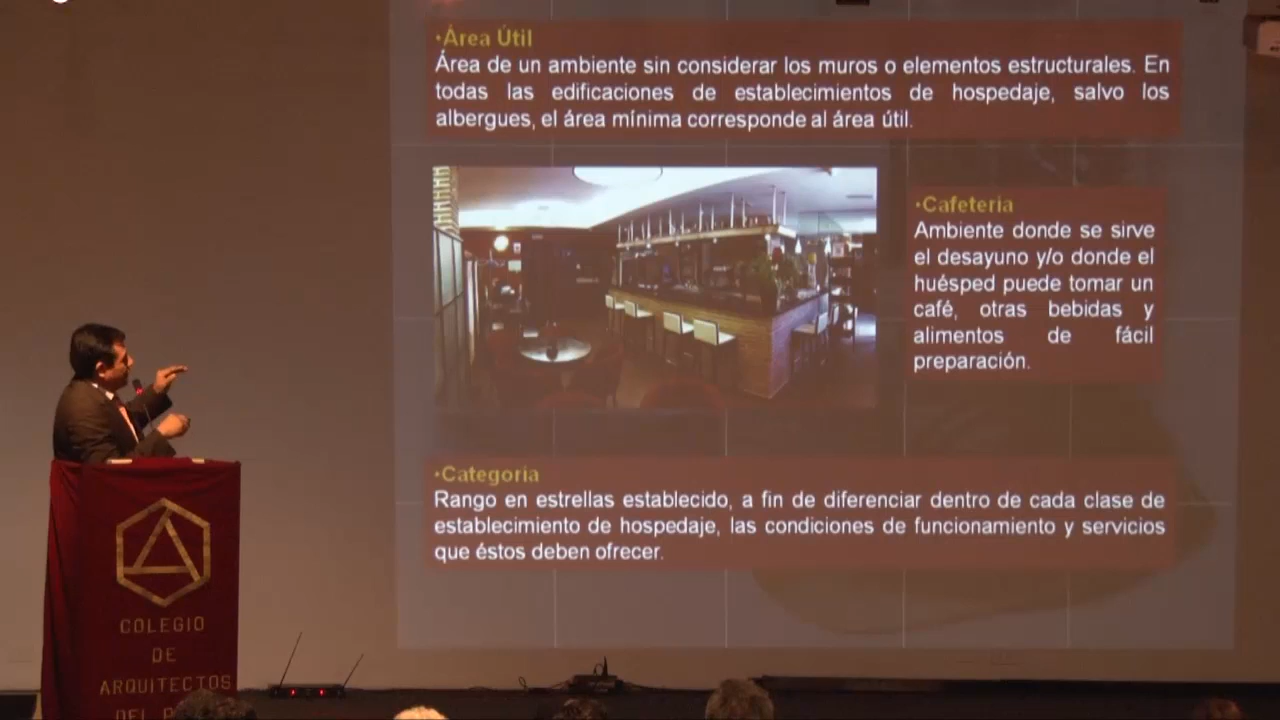 •Área Útil
Área de un ambiente sin considerar los muros o elementos estructurales. En
todas las edificaciones de establecimientos de hospedaje, salvo los
albergues, el área mínima corresponde al área útil.
•Cafeteria
Ambiente donde se sirve
el desayuno y/o donde el
huésped puede tomar un
café, otras bebidas y
alimentos de fácil
preparación.
•Categoria
Rango en estrellas establecido, a fin de diferenciar dentro de cada clase de
establecimiento de hospedaje, las condiciones de funcionamiento y servicios
que éstos deben ofrecer.
COLEGIO
DE
ARQUITECTOS
DEL